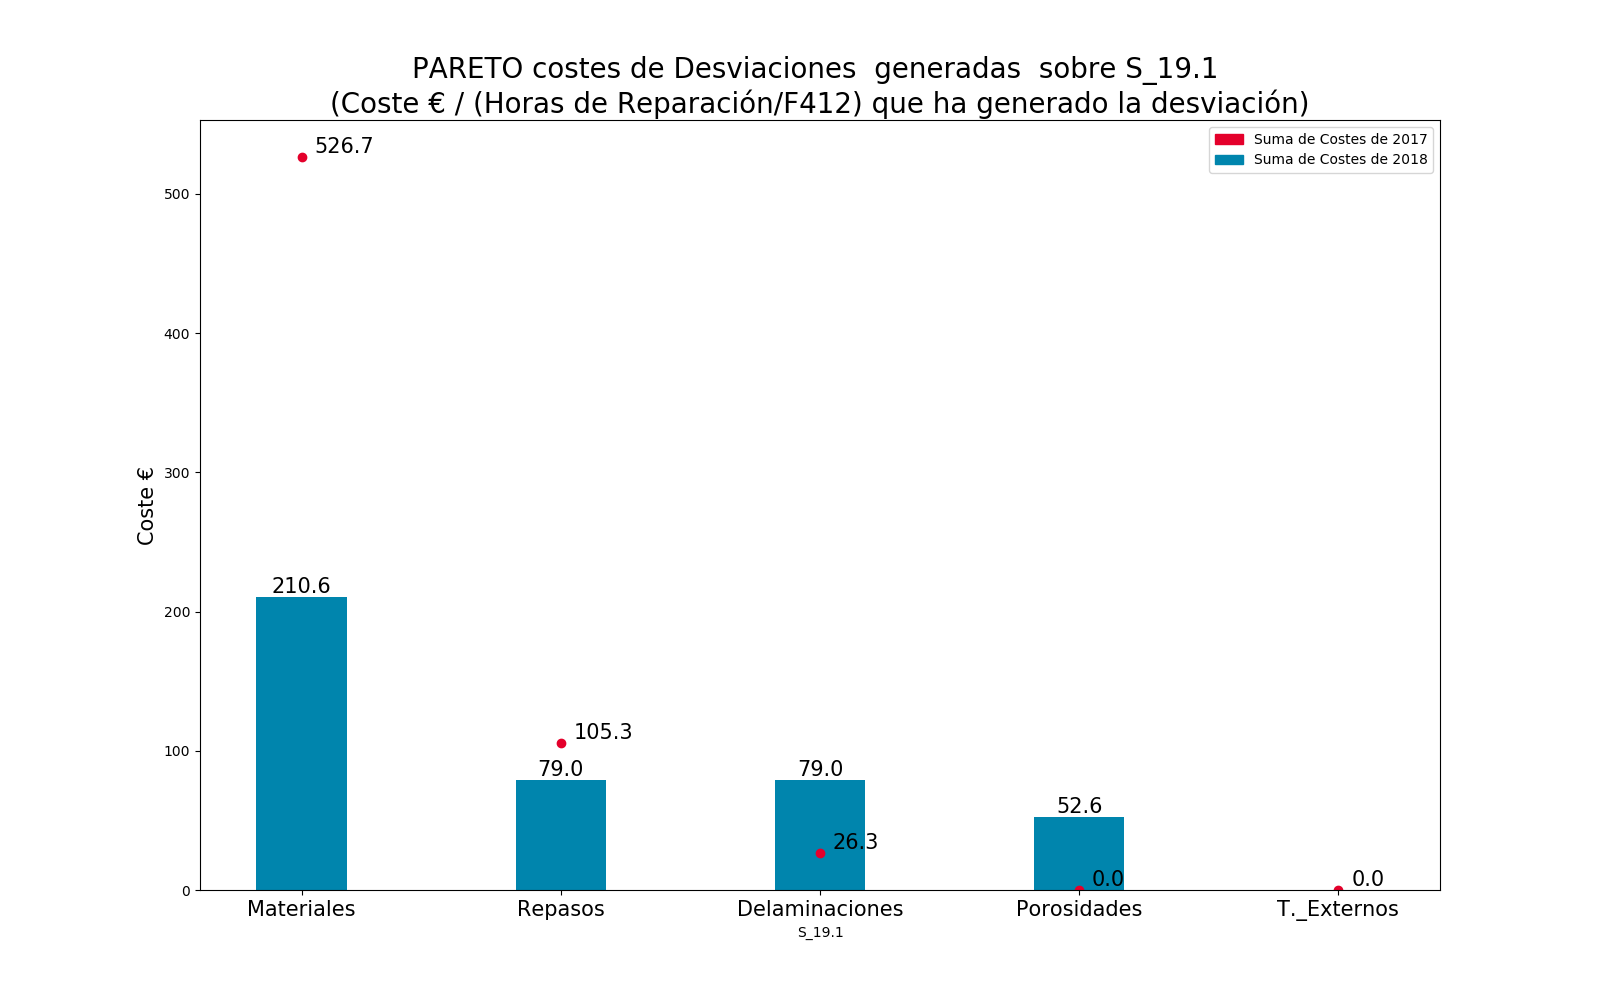 PARETO costes de Desviaciones  generadas  sobre S_19.1
(Coste € / (Horas de Reparación/F412) que ha generado la desviación)
Suma de Costes de 2017
Suma de Costes de 2018
526.7
500
400
300
200
100
0
Coste €
210.6
105.3
79.0
79.0
26.3
52.6
0.0
0.0
Materiales
Repasos
Delaminaciones
Porosidades
T._Externos
S_19.1